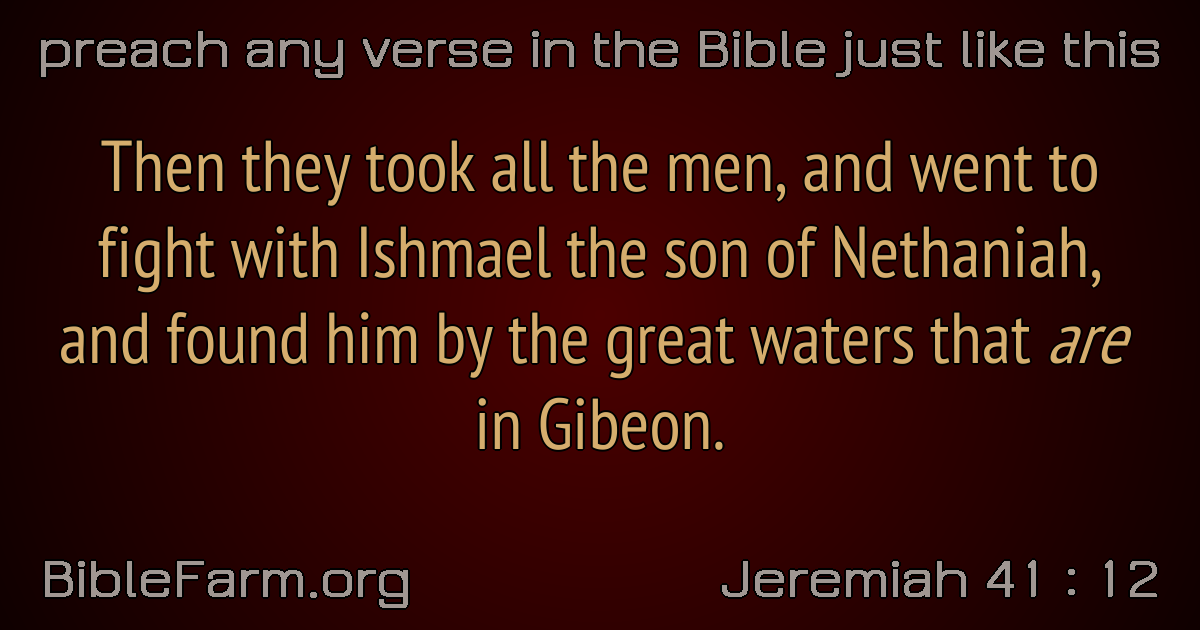 preach any verse in the Bible just like this
Then they took all the men, and went to
fight with Ishmael the son of Nethaniah,
and found him by the great waters that are
in Gibeon.
BibleFarm.org
Jeremiah 41 : 12